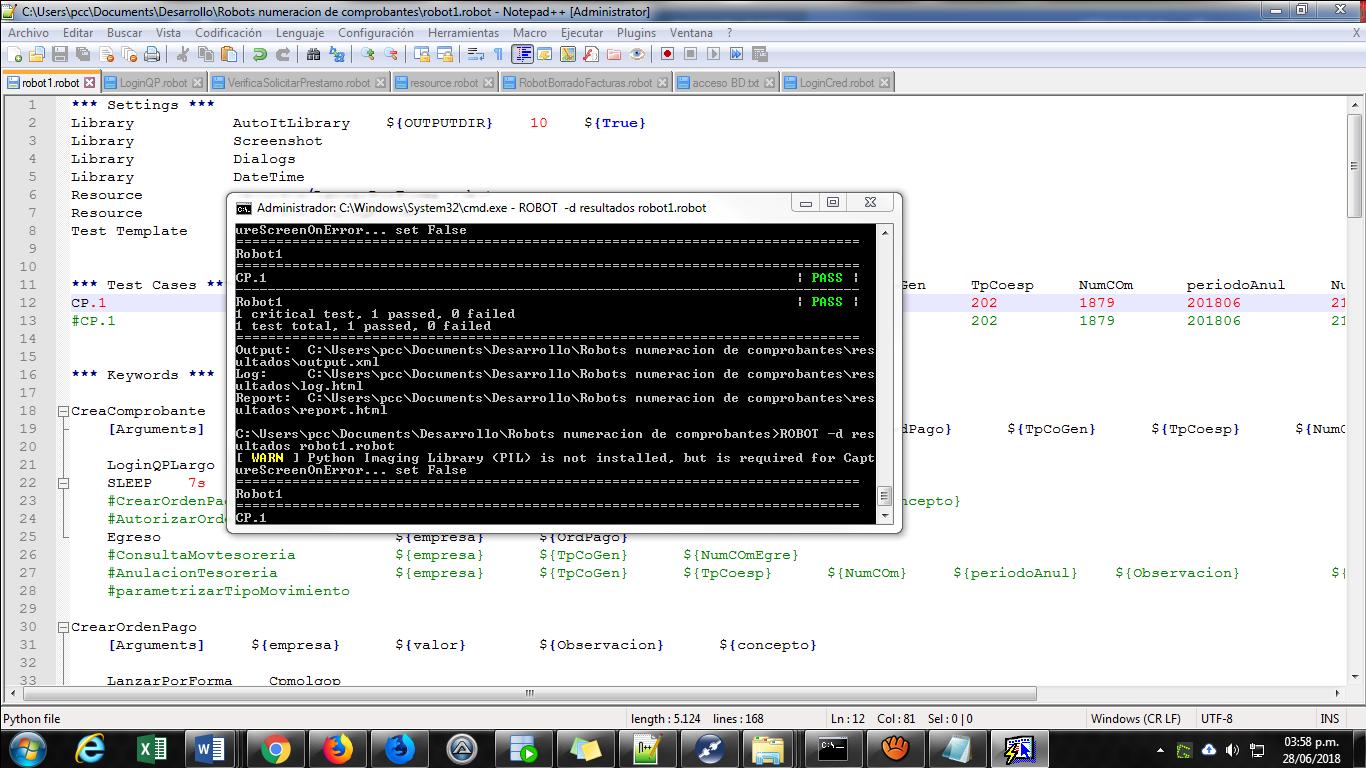 C:\Users\pcc\Documents\Desarrollo\Robots numeracion de comprobantes\robot1.robot - Notepad++ [Administrator]
Archivo Editar Buscar Vista Codificación Lenguaje Configuración Herramientas Macro Ejecutar Plugins Ventana ? X
robot1.robot LoginQP.robot VerificaSolicitarPrestamo.robot resource.robot RobotBorradoFacturas.robot acceso BD.txt LoginCred.robot
1 *** Settings ***
2 Library AutoItLibrary ${OUTPUTDIR} 10 ${True}
3 Library Screenshot
4 Library Dialogs
5 Library DateTime
6 Resource
7 Resource
8 Test Template
9
10
11 *** Test Cases ** en TpCoesp NumCOm periodoAnul Nu
12 CP.1 202 1879 201806 21
13 #CP.1 202 1879 201806 21
14
15
16 *** Keywords ***
17
18 CreaComprobante
19 [Arguments] rdPago} ${TpCoGen} ${TpCoesp} ${NumC
20
21 LoginQPLargo
22 SLEEP 7s
23 #CrearOrdenPa ncepto}
24 #AutorizarOrd
25 Egreso ${empresa} ${OrdPago}
26 #ConsultaMovtesoreria ${empresa} ${TpCoGen} ${NumCOmEgre}
27 #AnulacionTesoreria ${empresa} ${TpCoGen} ${TpCoesp} ${NumCOm} ${periodoAnul} ${Observacion} ${
28 #parametrizarTipoMovimiento
29
30 CrearOrdenPago
31 [Arguments] ${empresa} ${valor} ${Observacion} ${concepto}
32
33 LanzarPorForma Cpmolgop
Administrador: C:\Windows\System32\cmd.exe - ROBOT -d resultados robot1.robot
ureScreenOnError... set False
==============================================================================
Robot1
==============================================================================
CP.1 | PASS |
------------------------------------------------------------------------------
Robot1 | PASS |
1 critical test, 1 passed, 0 failed
1 test total, 1 passed, 0 failed
==============================================================================
Output: C:\Users\pcc\Documents\Desarrollo\Robots numeracion de comprobantes\res
ultados\output.xml
Log: C:\Users\pcc\Documents\Desarrollo\Robots numeracion de comprobantes\res
ultados\log.html
Report: C:\Users\pcc\Documents\Desarrollo\Robots numeracion de comprobantes\res
ultados\report.html
C:\Users\pcc\Documents\Desarrollo\Robots numeracion de comprobantes>ROBOT -d res
ultados robot1.robot
[ WARN ] Python Imaging Library (PIL) is not installed, but is required for Capt
ureScreenOnError... set False
==============================================================================
Robot1
==============================================================================
CP.1
Python file length : 5.124 lines : 168 Ln : 12 Col : 81 Sel : 0 | 0 Windows (CR LF) UTF-8 INS
03:58 p.m.
28/06/2018